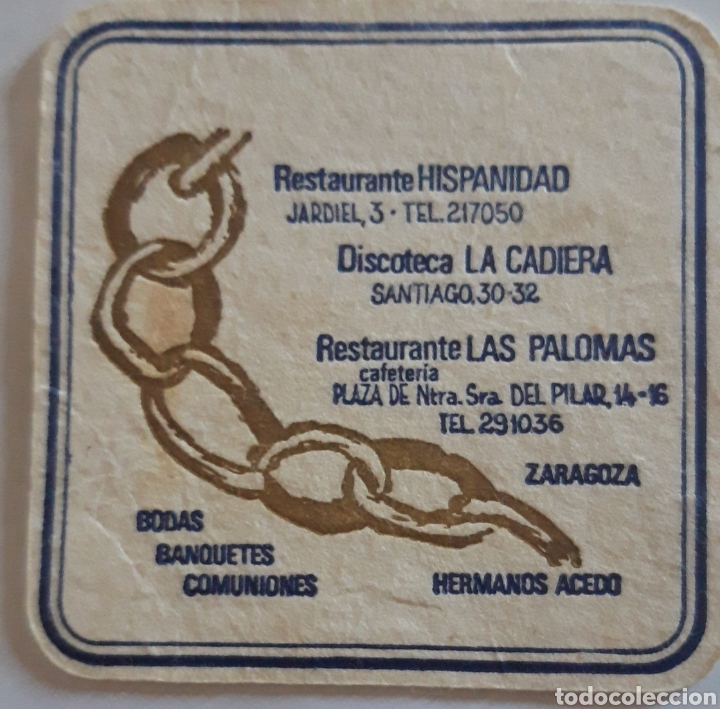 Restaurante HISPANIDAD
JARDIEL, 3 · TEL. 217050
Discoteca LA CADIERA
SANTIAGO, 30-32
Restaurante LAS PALOMAS
cafetería
PLAZA DE Ntra. Sra. DEL PILAR, 14-16
TEL. 291036
ZARAGOZA
BODAS
BANQUETES
COMUNIONES
HERMANOS ACEDO
todocoleccion